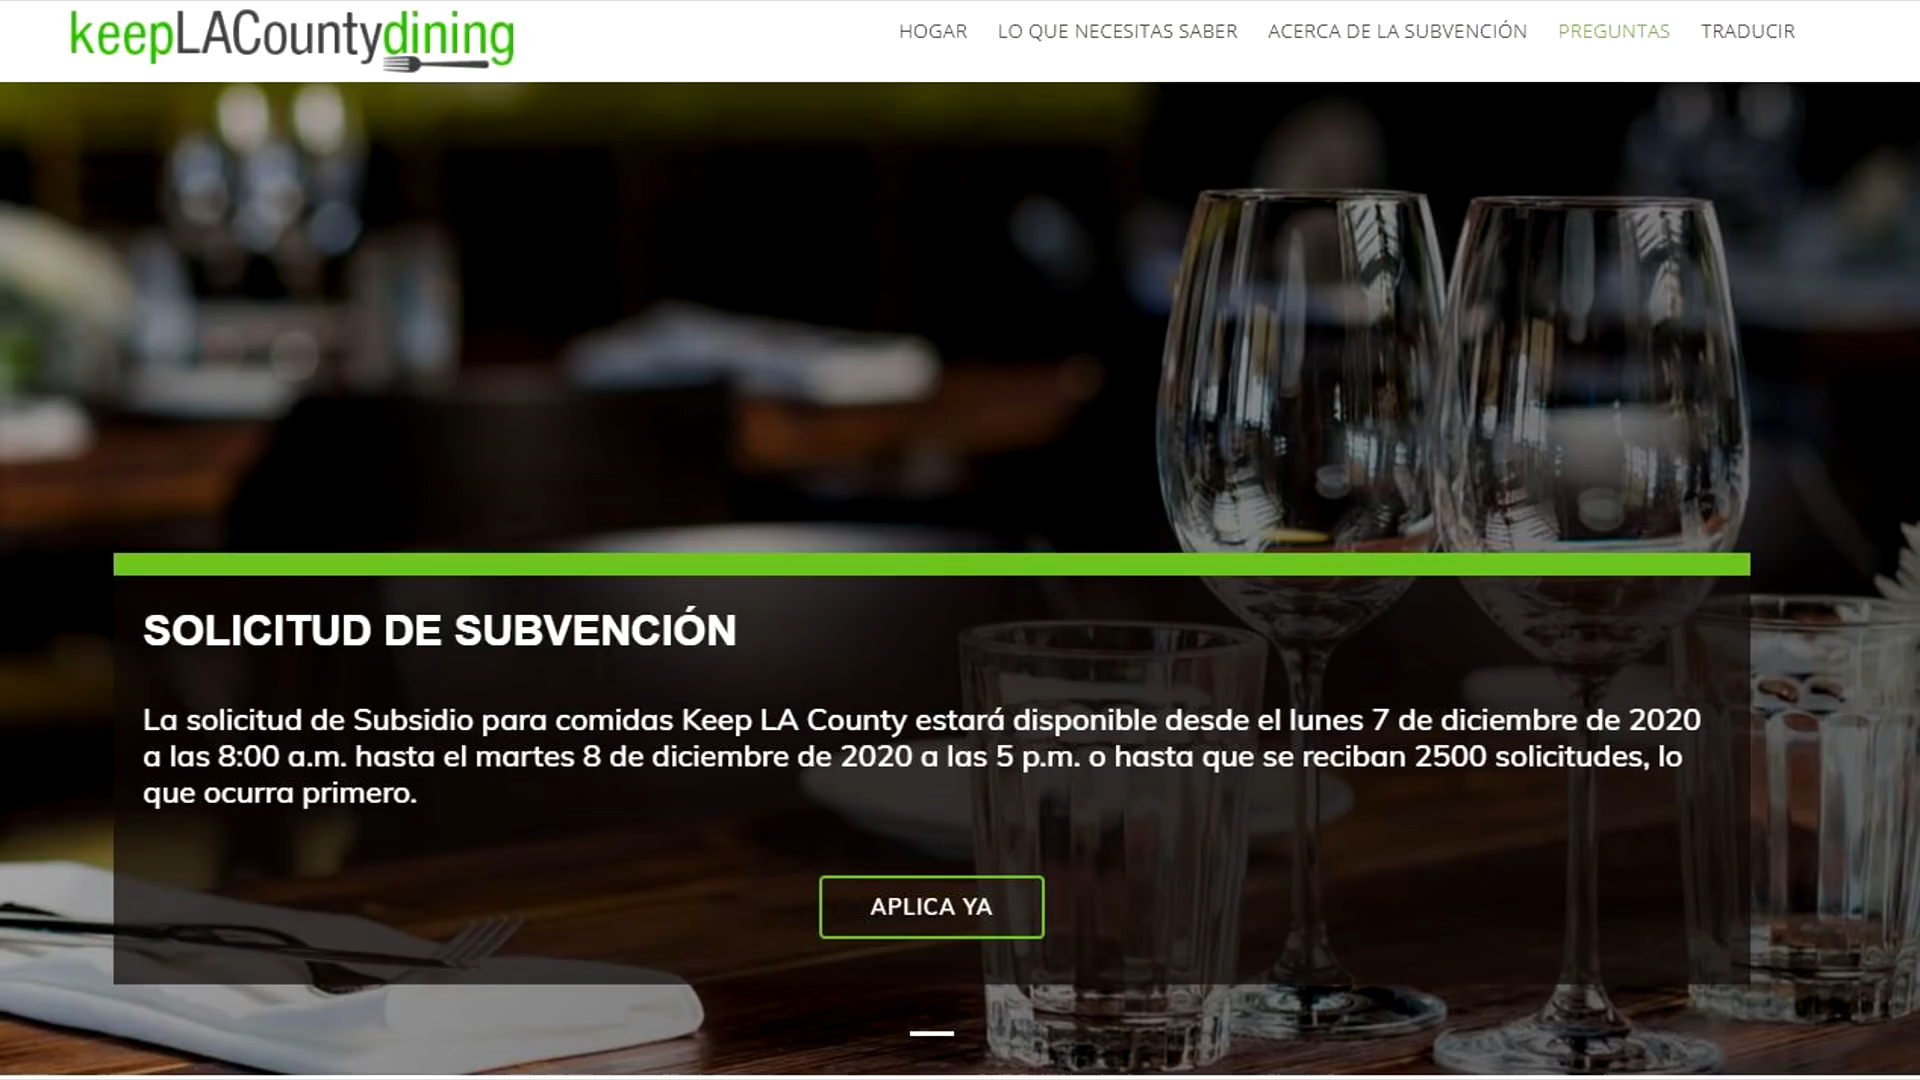 keepLACountydining
HOGAR LO QUE NECESITAS SABER ACERCA DE LA SUBVENCIÓN PREGUNTAS TRADUCIR
SOLICITUD DE SUBVENCIÓN
La solicitud de Subsidio para comidas Keep LA County estará disponible desde el lunes 7 de diciembre de 2020
a las 8:00 a.m. hasta el martes 8 de diciembre de 2020 a las 5 p.m. o hasta que se reciban 2500 solicitudes, lo
que ocurra primero.
APLICA YA